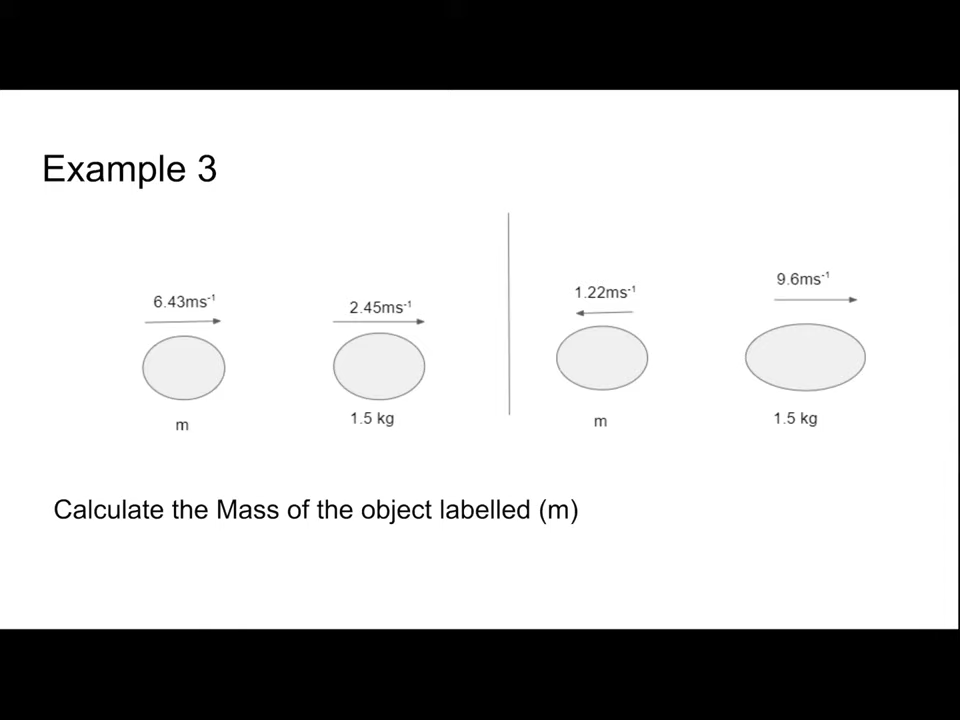 Example 3
6.43ms⁻¹
2.45ms⁻¹
1.22ms⁻¹
9.6ms⁻¹
m
1.5 kg
m
1.5 kg
Calculate the Mass of the object labelled (m)